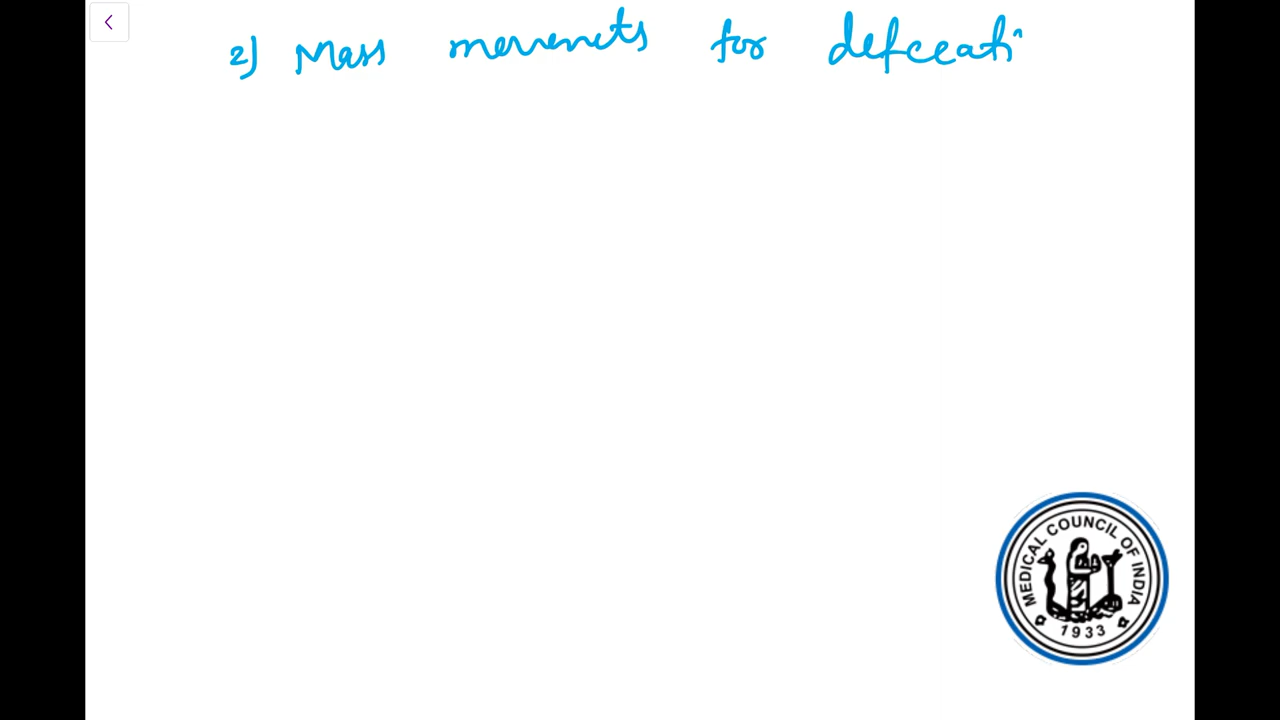 2) Mass movements for defecati^
MEDICAL COUNCIL OF INDIA
1933